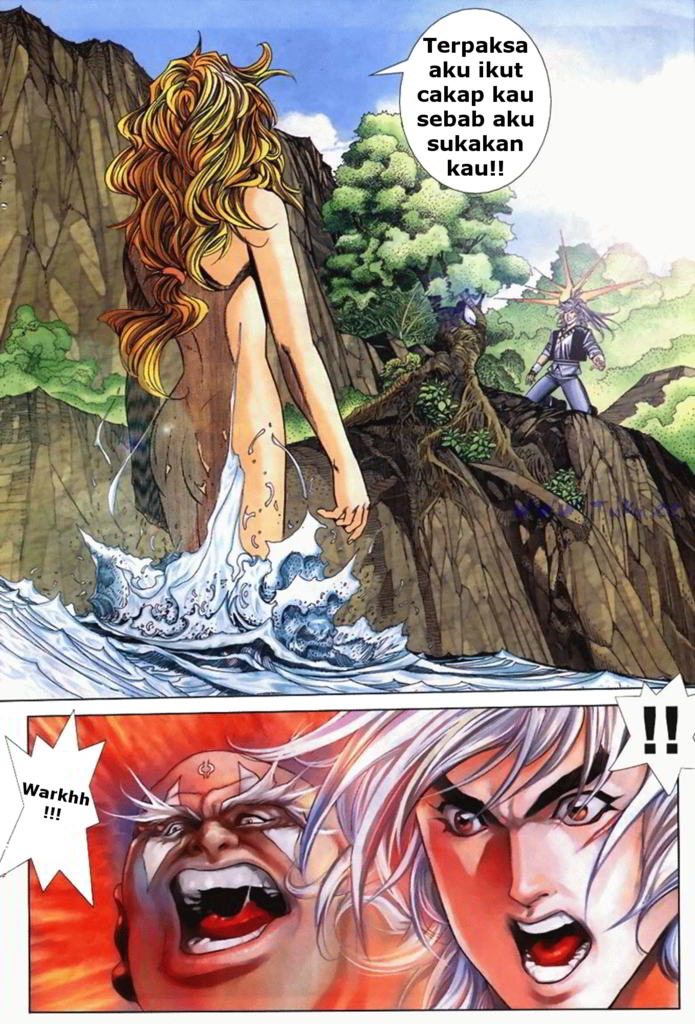 Terpaksa
aku ikut
cakap kau
sebab aku
sukakan
kau!!
!!
Warkhh
!!!